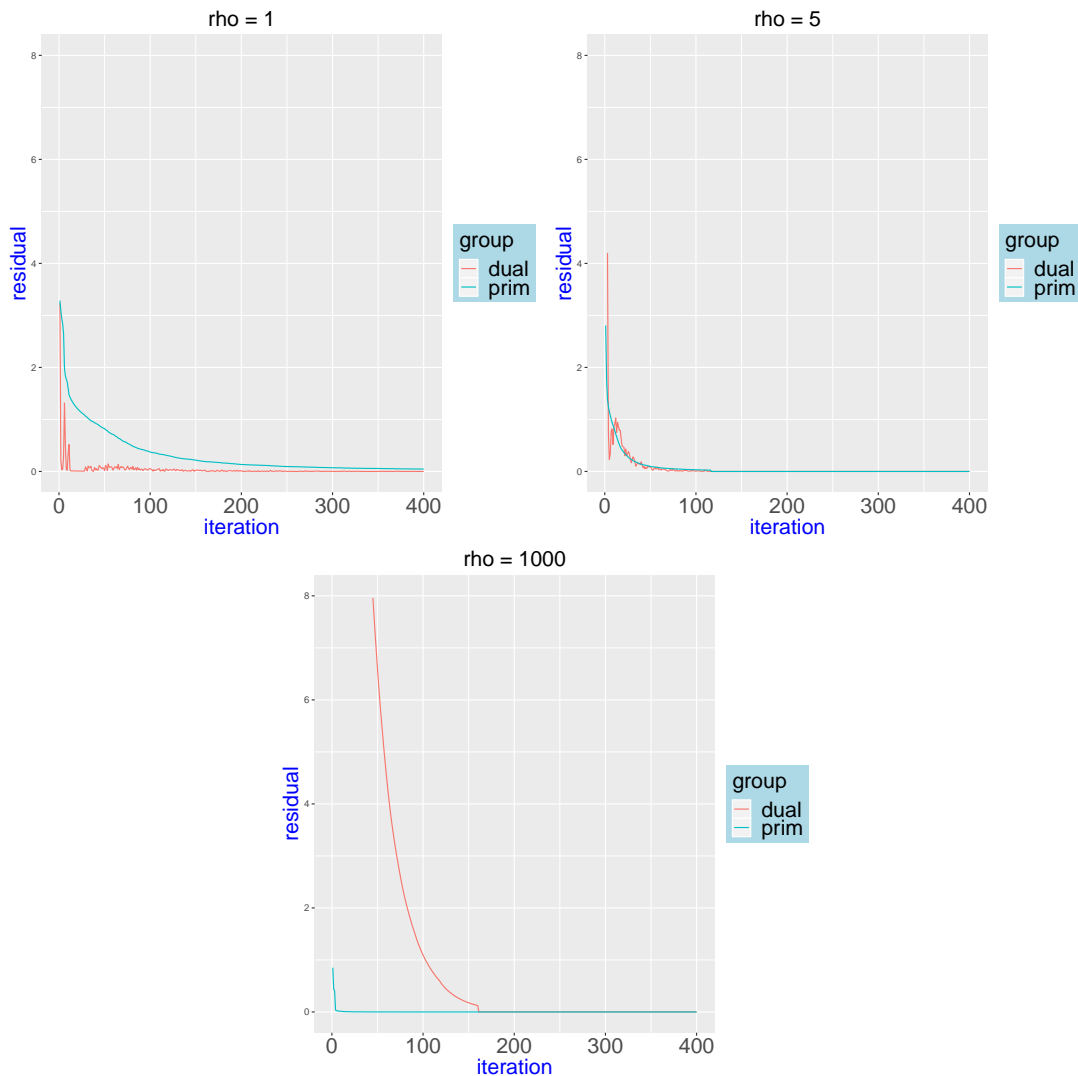 rho = 1
8
6
4
2
0
residual
0 100 200 300 400
iteration
group
dual
prim
rho = 5
8
6
4
2
0
residual
0 100 200 300 400
iteration
group
dual
prim
rho = 1000
8
6
4
2
0
residual
0 100 200 300 400
iteration
group
dual
prim